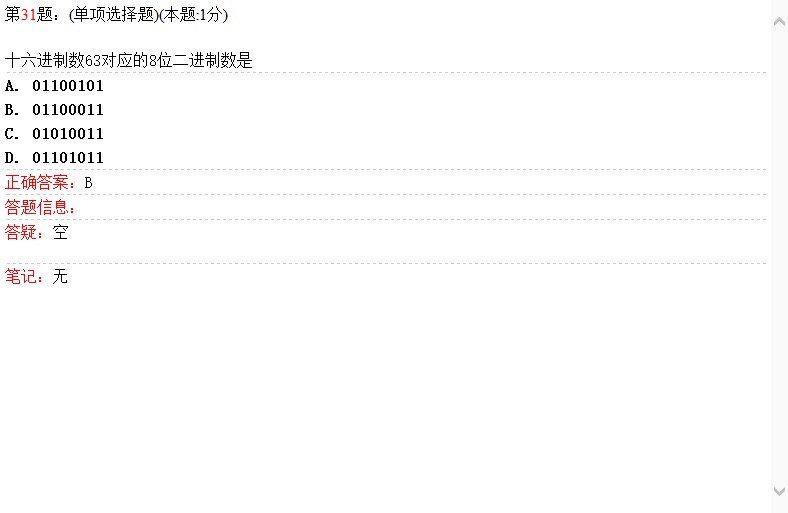 第31题：(单项选择题)(本题:1分)
十六进制数63对应的8位二进制数是
A. 01100101
B. 01100011
C. 01010011
D. 01101011
正确答案：B
答题信息：
答疑：空
笔记：无